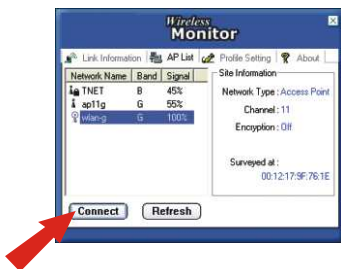 Wireless
Monitor
Link Information AP List Profile Setting About
Network Name Band Signal
TNET B 45%
ap11g G 55%
wlan-g G 100%
Site Information
Network Type : Access Point
Channel : 11
Encryption : Off
Surveyed at :
00:12:17:9F:76:1E
Connect Refresh